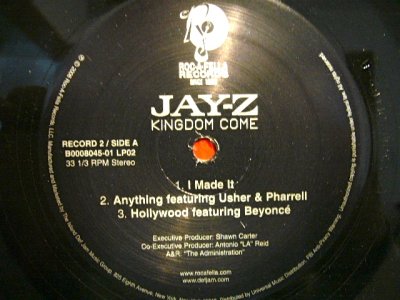 ROC-A-FELLA
RECORDS
JAY-Z
KINGDOM COME
RECORD 2 / SIDE A
B0008045-01 LP02
33 1/3 RPM Stereo
1. I Made It
2. Anything featuring Usher & Pharrell
3. Hollywood featuring Beyoncé
Executive Producer: Shawn Carter
Co-Executive Producer: Antonio "LA" Reid
A&R: "The Administration"
www.rocafella.com
www.defjam.com